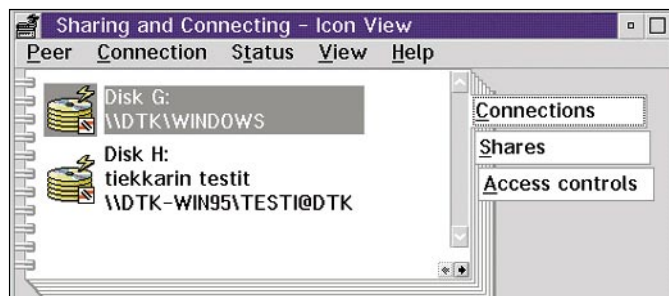 Sharing and Connecting - Icon View
Peer Connection Status View Help
Disk G:
\\DTK\WINDOWS
Disk H:
tiekkarin testit
\\DTK-WIN95\TESTI@DTK
Connections
Shares
Access controls